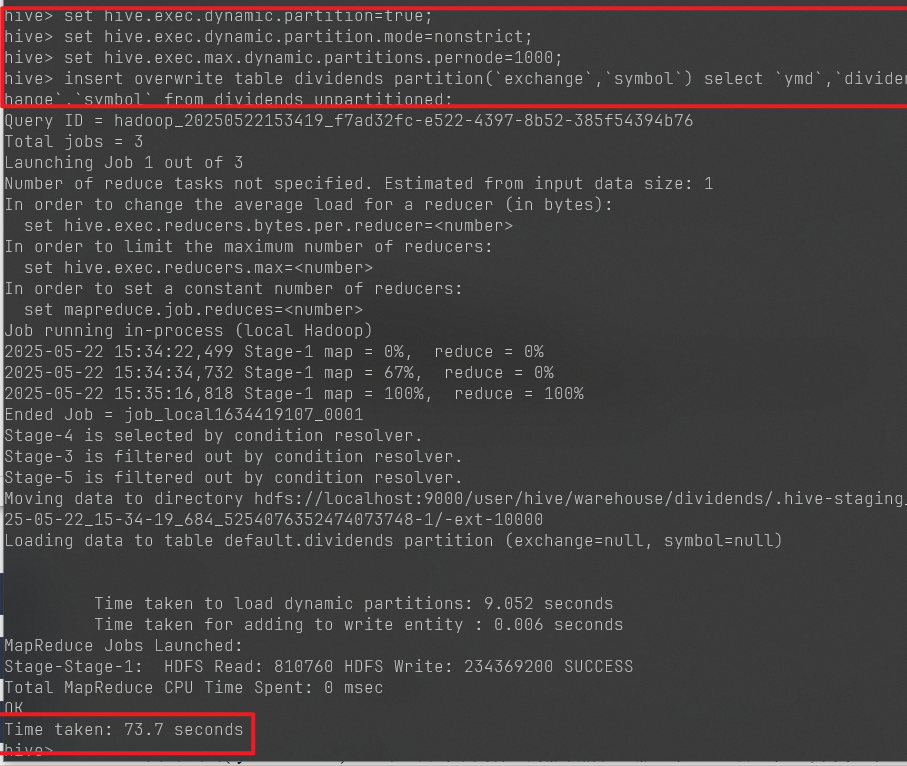 hive> set hive.exec.dynamic.partition=true;
hive> set hive.exec.dynamic.partition.mode=nonstrict;
hive> set hive.exec.max.dynamic.partitions.pernode=1000;
hive> insert overwrite table dividends partition(`exchange`,`symbol`) select `ymd`,`divide
hange`,`symbol` from dividends_unpartitioned;
Query ID = hadoop_20250522153419_f7ad32fc-e522-4397-8b52-385f54394b76
Total jobs = 3
Launching Job 1 out of 3
Number of reduce tasks not specified. Estimated from input data size: 1
In order to change the average load for a reducer (in bytes):
  set hive.exec.reducers.bytes.per.reducer=<number>
In order to limit the maximum number of reducers:
  set hive.exec.reducers.max=<number>
In order to set a constant number of reducers:
  set mapreduce.job.reduces=<number>
Job running in-process (local Hadoop)
2025-05-22 15:34:22,499 Stage-1 map = 0%,  reduce = 0%
2025-05-22 15:34:34,732 Stage-1 map = 67%,  reduce = 0%
2025-05-22 15:35:16,818 Stage-1 map = 100%,  reduce = 100%
Ended Job = job_local1634419107_0001
Stage-4 is selected by condition resolver.
Stage-3 is filtered out by condition resolver.
Stage-5 is filtered out by condition resolver.
Moving data to directory hdfs://localhost:9000/user/hive/warehouse/dividends/.hive-staging_
25-05-22_15-34-19_684_5254076352474073748-1/-ext-10000
Loading data to table default.dividends partition (exchange=null, symbol=null)
         Time taken to load dynamic partitions: 9.052 seconds
         Time taken for adding to write entity : 0.006 seconds
MapReduce Jobs Launched:
Stage-Stage-1:  HDFS Read: 810760 HDFS Write: 234369200 SUCCESS
Total MapReduce CPU Time Spent: 0 msec
OK
Time taken: 73.7 seconds
hive>